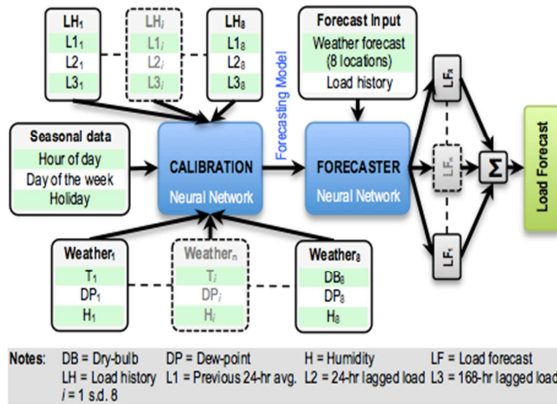 LH₁
L1₁
L2₁
L3₁
LHᵢ
L1ᵢ
L2ᵢ
L3ᵢ
LH₈
L1₈
L2₈
L3₈
Forecast Input
Weather forecast
(8 locations)
Load history
Seasonal data
Hour of day
Day of the week
Holiday
CALIBRATION
Neural Network
Forecasting Model
FORECASTER
Neural Network
Σ
Load Forecast
Weather₁
T₁
DP₁
H₁
Weatherₙ
Tᵢ
DPᵢ
Hᵢ
Weather₈
DB₈
DP₈
H₈
Notes: DB = Dry-bulb DP = Dew-point H = Humidity LF = Load forecast
LH = Load history L1 = Previous 24-hr avg. L2 = 24-hr lagged load L3 = 168-hr lagged load
i = 1 s.d. 8